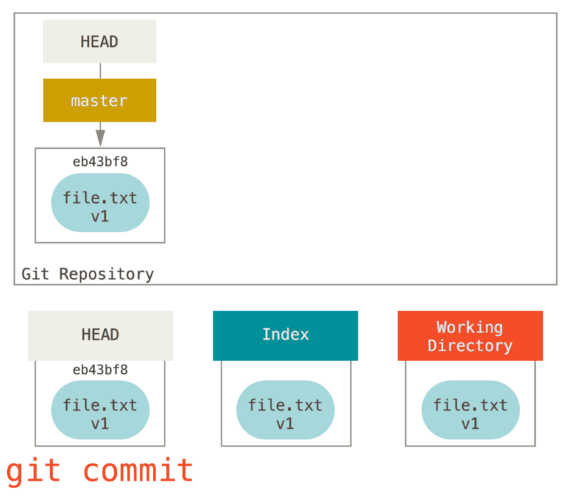 HEAD
master
eb43bf8
file.txt
v1
Git Repository
HEAD
Index
Working
Directory
eb43bf8
file.txt
v1
file.txt
v1
file.txt
v1
git commit